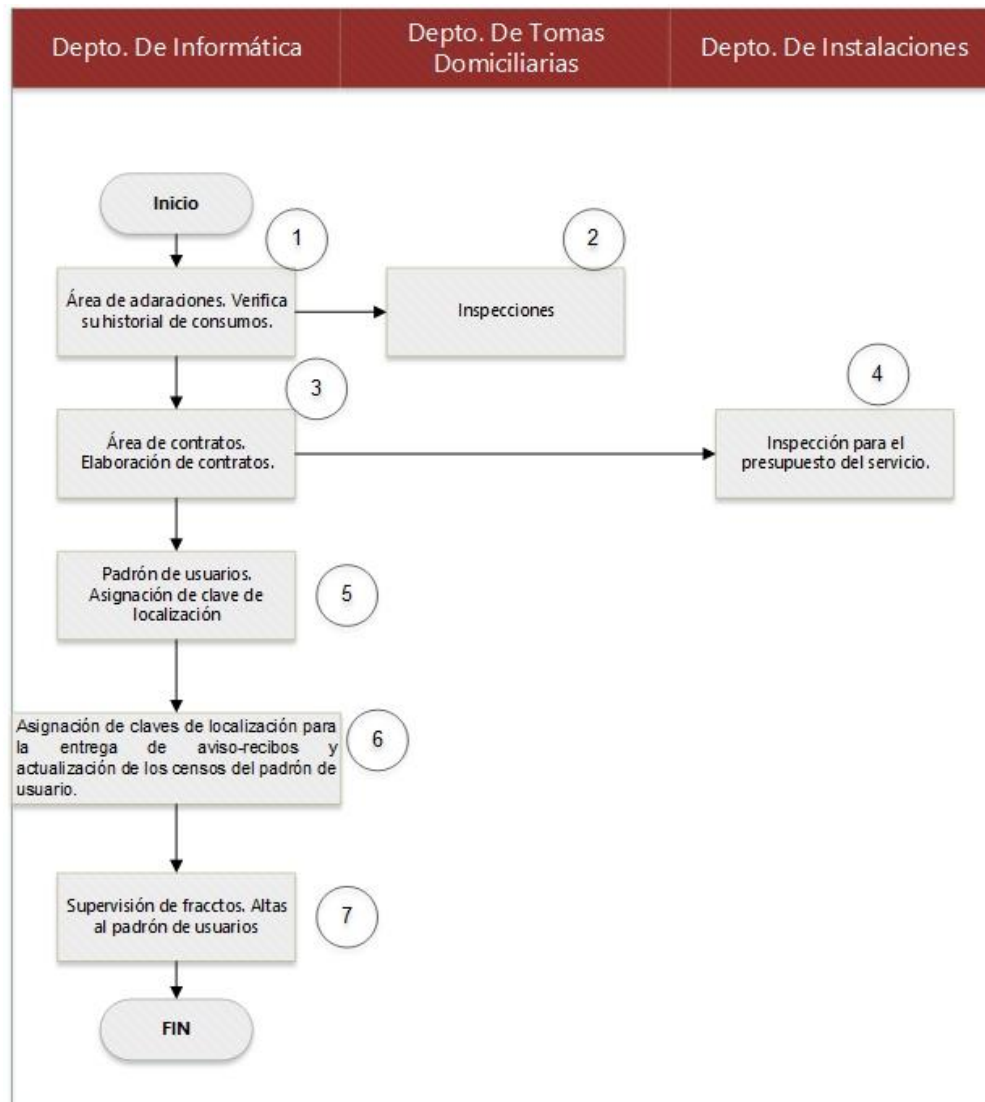 Depto. De Informática
Depto. De Tomas
Domiciliarias
Depto. De Instalaciones
Inicio
1
2
Área de adaraciones. Verifica
su historial de consumos.
Inspecciones
3
4
Área de contratos.
Elaboración de contratos.
Inspección para el
presupuesto del servicio.
Padrón de usuarios.
Asignación de clave de
localización
5
Asignación de claves de localización para
la entrega de aviso-recibos y
actualización de los censos del padrón de
usuario.
6
Supervisión de fracctos. Altas
al padrón de usuarios
7
FIN